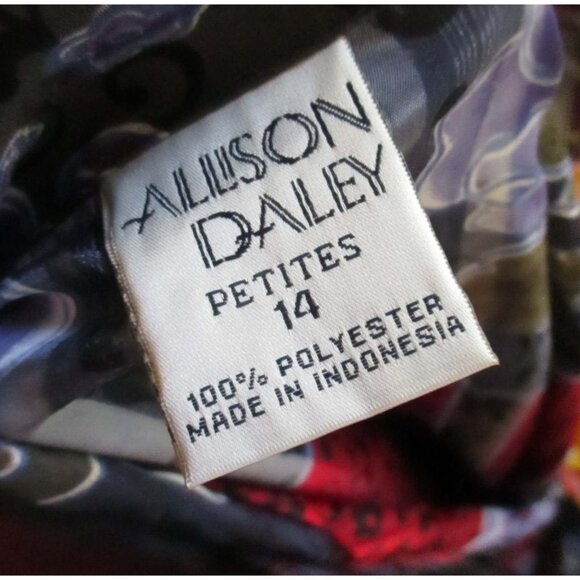 ALLISON
DALEY
PETITES
14
100% POLYESTER
MADE IN INDONESIA